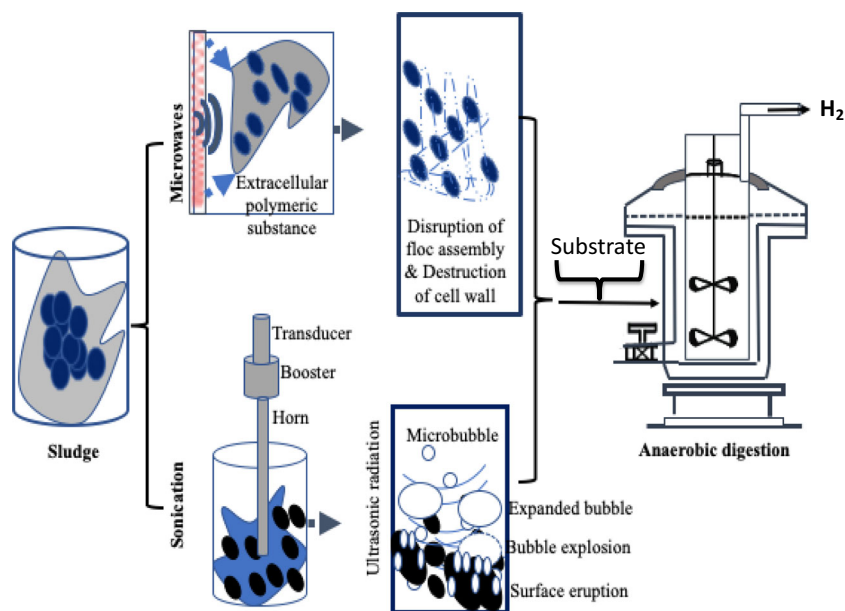 Microwaves
Extracellular
polymeric
substance
Disruption of
floc assembly
& Destruction
of cell wall
H₂
Substrate
Sludge
Transducer
Booster
Horn
Sonication
Ultrasonic radiation
Microbubble
Expanded bubble
Bubble explosion
Surface eruption
Anaerobic digestion